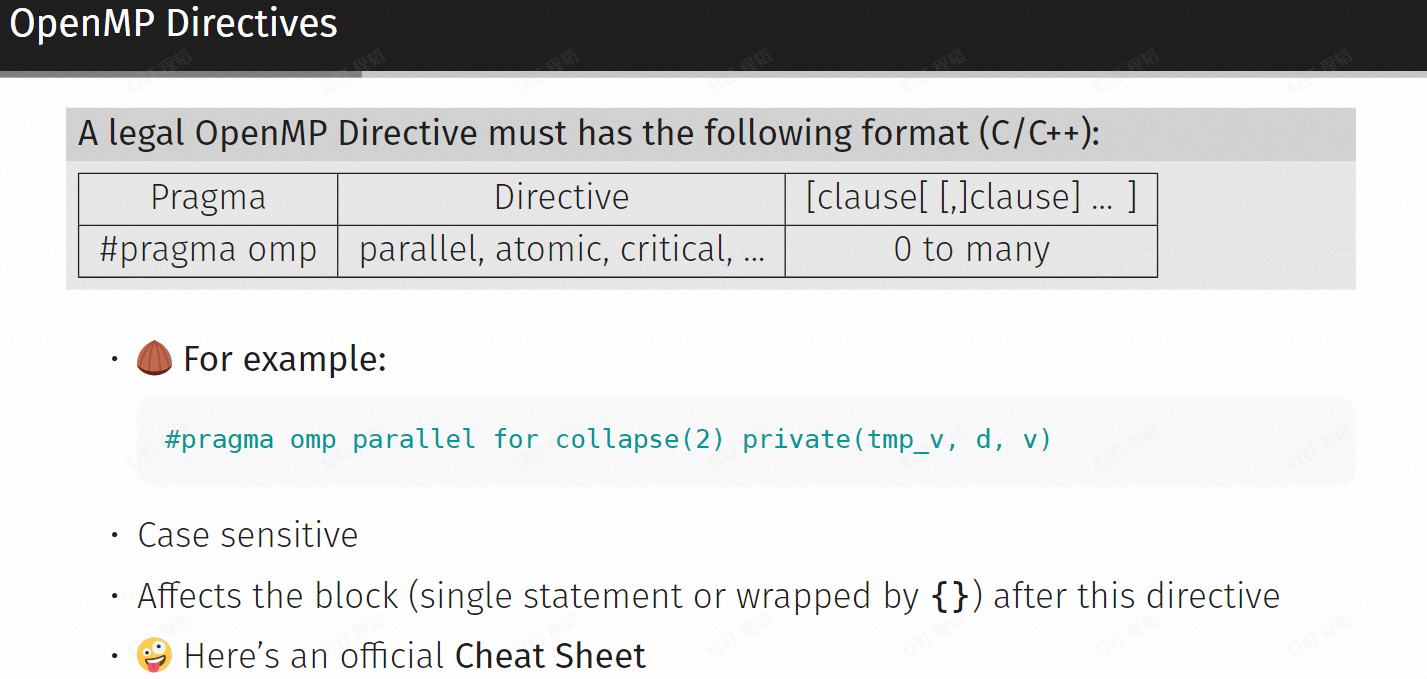 OpenMP Directives
A legal OpenMP Directive must has the following format (C/C++):
Pragma Directive [clause[ [,]clause] ... ]
#pragma omp parallel, atomic, critical, ... 0 to many
• For example:
#pragma omp parallel for collapse(2) private(tmp_v, d, v)
• Case sensitive
• Affects the block (single statement or wrapped by {}) after this directive
• Here’s an official Cheat Sheet